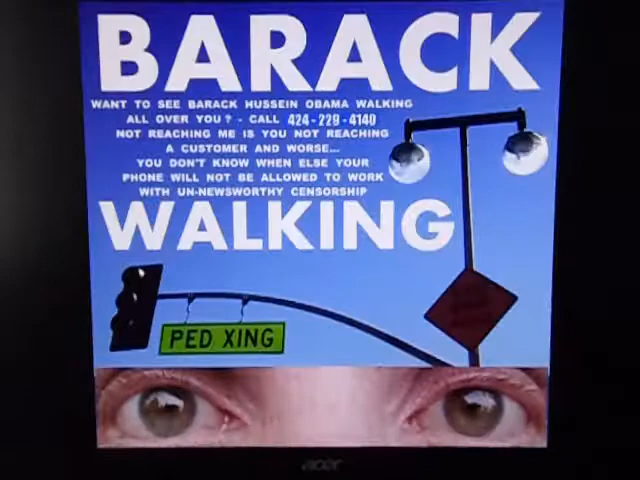 BARACK
WANT TO SEE BARACK HUSSEIN OBAMA WALKING
ALL OVER YOU? - CALL 424-229-4140
NOT REACHING ME IS YOU NOT REACHING
A CUSTOMER AND WORSE...
YOU DON'T KNOW WHEN ELSE YOUR
PHONE WILL NOT BE ALLOWED TO WORK
WITH UN-NEWSWORTHY CENSORSHIP
WALKING
PED XING
acer